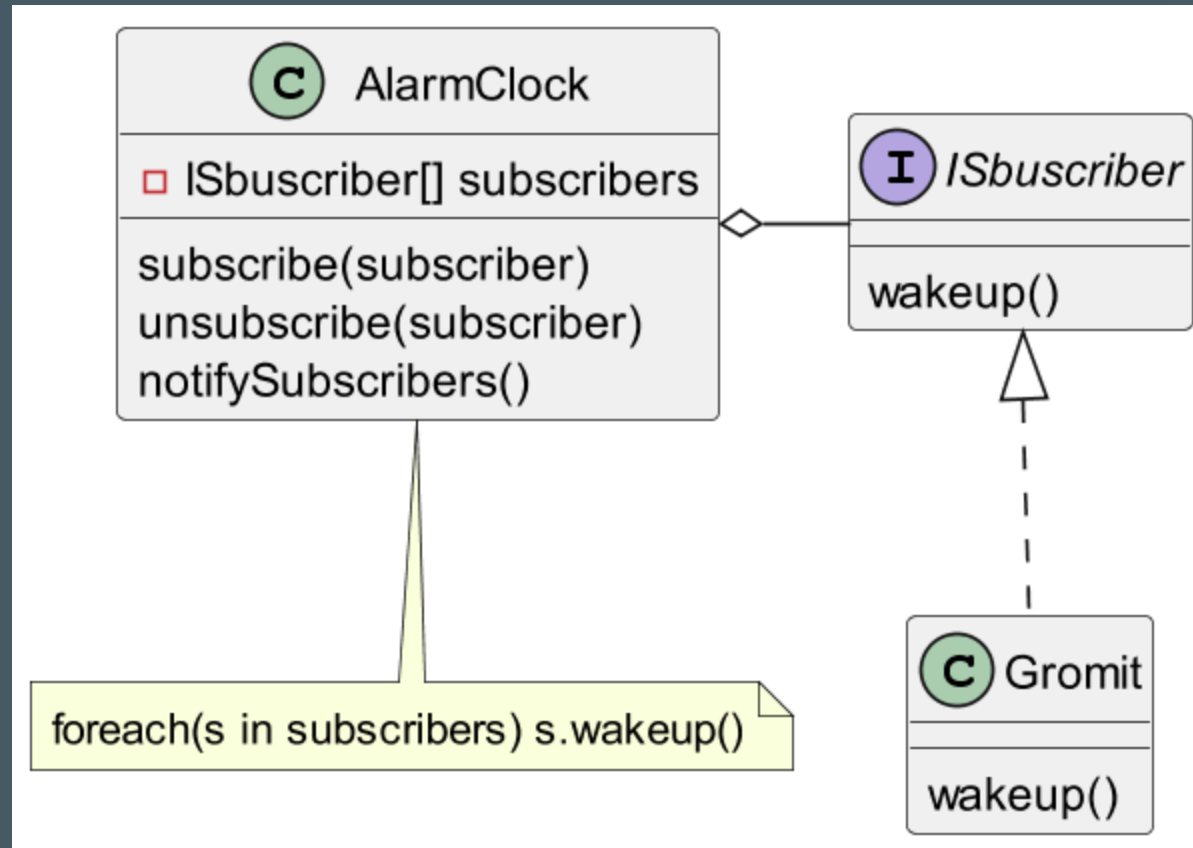 C AlarmClock
ISbuscriber[] subscribers
subscribe(subscriber)
unsubscribe(subscriber)
notifySubscribers()
I ISbuscriber
wakeup()
foreach(s in subscribers) s.wakeup()
C Gromit
wakeup()